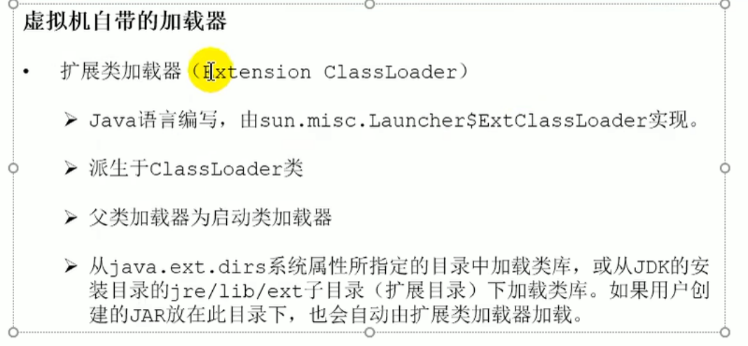 虚拟机自带的加载器
• 扩展类加载器（Extension ClassLoader）
➢ Java语言编写，由sun.misc.Launcher$ExtClassLoader实现。
➢ 派生于ClassLoader类
➢ 父类加载器为启动类加载器
➢ 从java.ext.dirs系统属性所指定的目录中加载类库，或从JDK的安
装目录的jre/lib/ext子目录（扩展目录）下加载类库。如果用户创
建的JAR放在此目录下，也会自动由扩展类加载器加载。